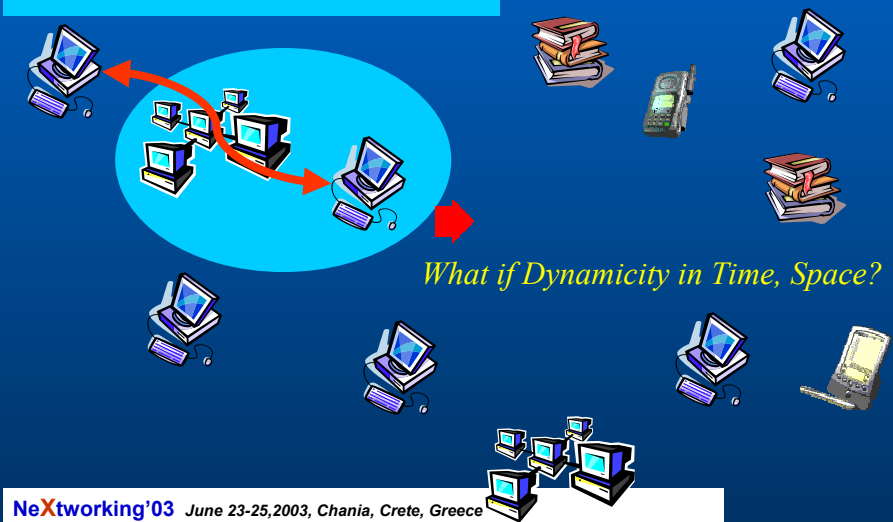 What if Dynamicity in Time, Space?
NeXtworking'03 June 23-25,2003, Chania, Crete, Greece